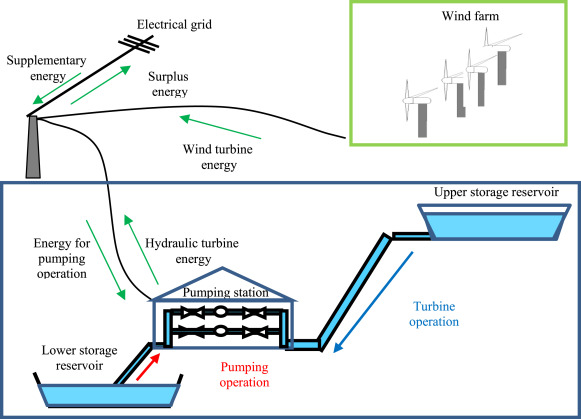 Wind farm
Electrical grid
Supplementary
energy
Surplus
energy
Wind turbine
energy
Upper storage reservoir
Energy for
pumping
operation
Hydraulic turbine
energy
Pumping station
Turbine
operation
Lower storage
reservoir
Pumping
operation